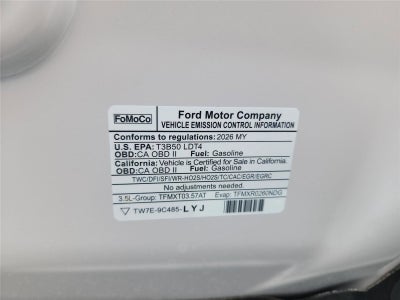 FoMoCo
Ford Motor Company
VEHICLE EMISSION CONTROL INFORMATION
Conforms to regulations: 2026 MY
U.S. EPA: T3B50 LDT4
OBD: CA OBD II Fuel: Gasoline
California: Vehicle is Certified for Sale in California.
OBD: CA OBD II Fuel: Gasoline
TWC/DFI/SFI/WR-HO2S/HO2S/TC/CAC/EGR/EGRC
No adjustments needed.
3.5L-Group: TFMXT03.57AT Evap: TFMXR0260NDG
TW7E-9C485-LYJ